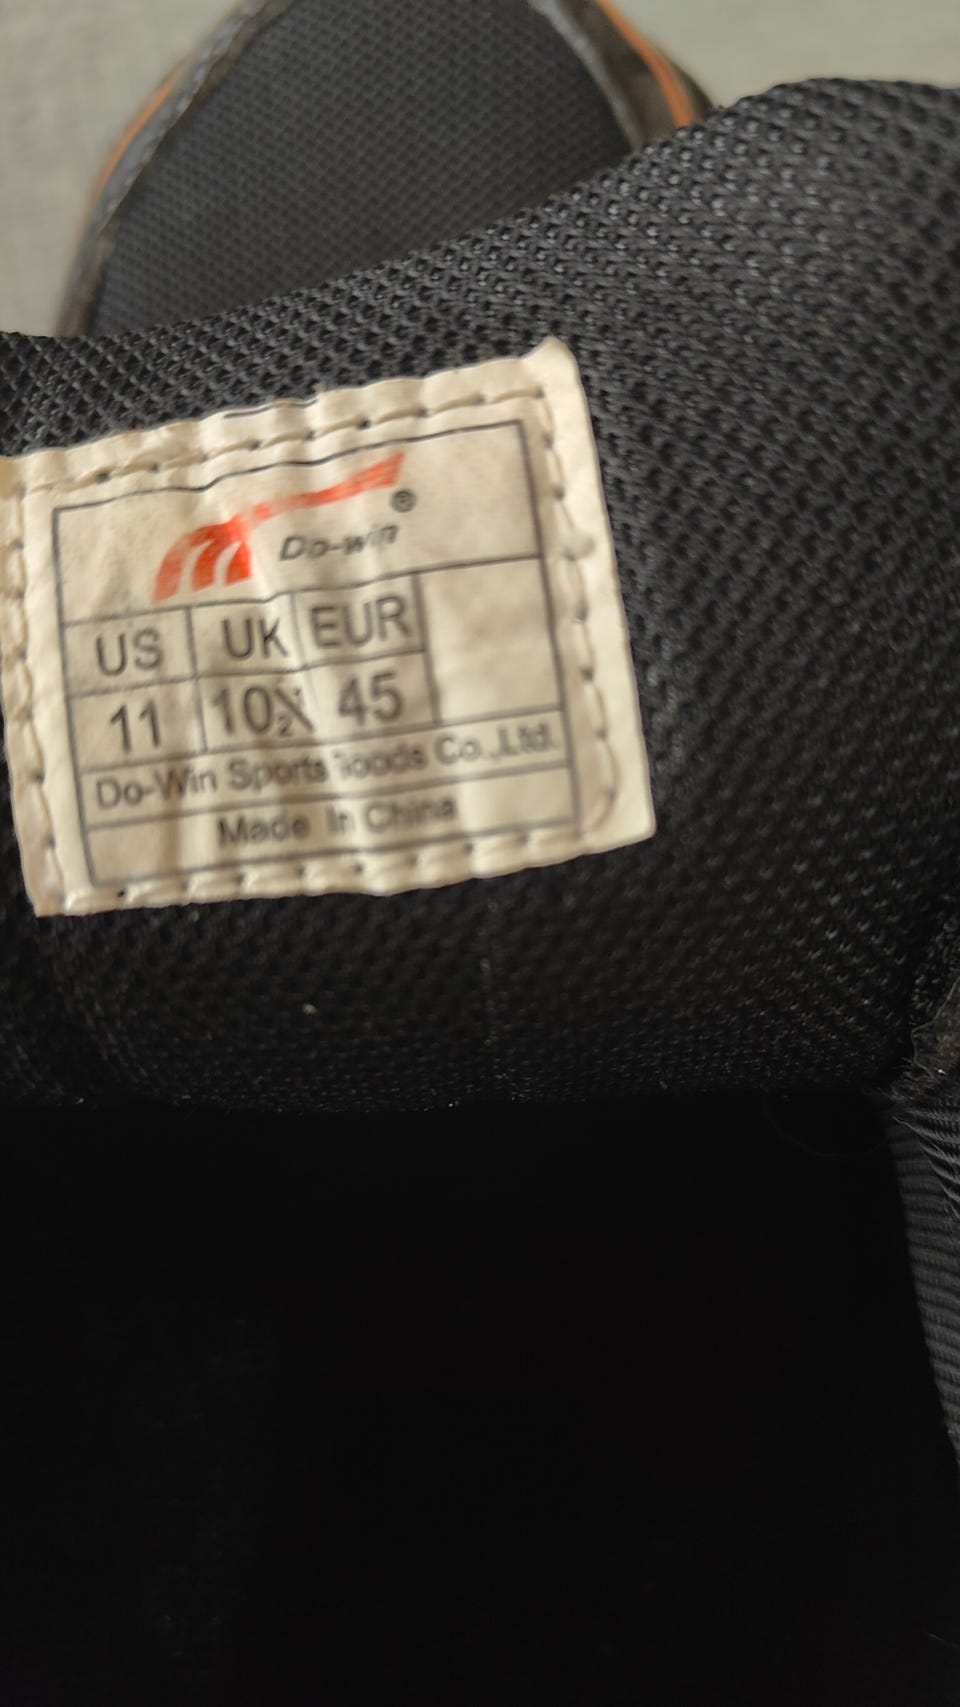 Do-win®
US UK EUR
11 10½ 45
Do-Win Sports Goods Co.,Ltd.
Made In China